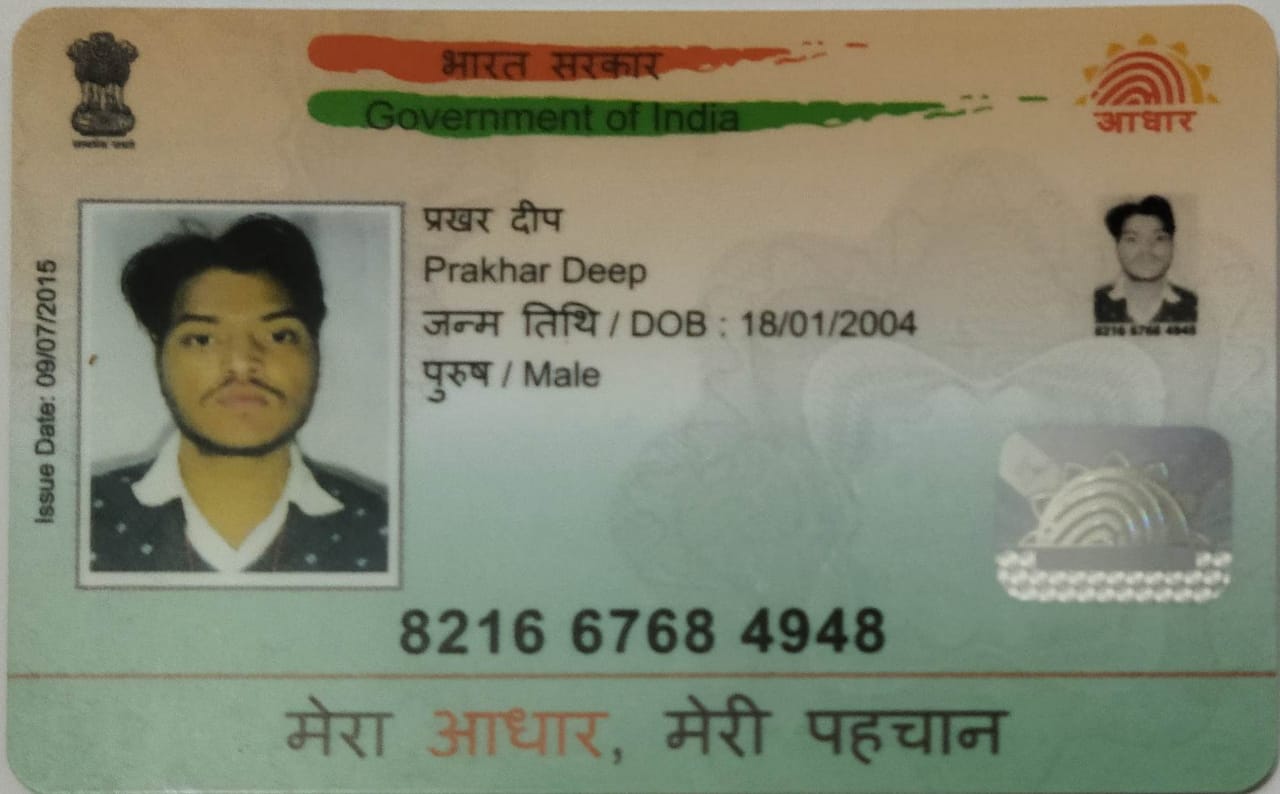 भारत सरकार
Government of India
आधार
सत्यमेव जयते
Issue Date: 09/07/2015
प्रखर दीप
Prakhar Deep
जन्म तिथि / DOB : 18/01/2004
पुरुष / Male
8216 6768 4948
8216 6768 4948
मेरा आधार, मेरी पहचान